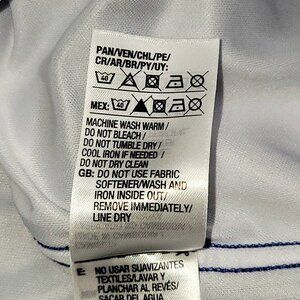 PAN/VEN/CHL/PE/
CR/AR/BR/PY/UY:
40
MEX: 40
MACHINE WASH WARM /
DO NOT BLEACH /
DO NOT TUMBLE DRY /
COOL IRON IF NEEDED /
DO NOT DRY CLEAN
GB: DO NOT USE FABRIC
SOFTENER/WASH AND
IRON INSIDE OUT/
REMOVE IMMEDIATELY/
LINE DRY
E: NO USAR SUAVIZANTES
TEXTILES/LAVAR Y
PLANCHAR AL REVÉS/
SACAR DEL AGUA